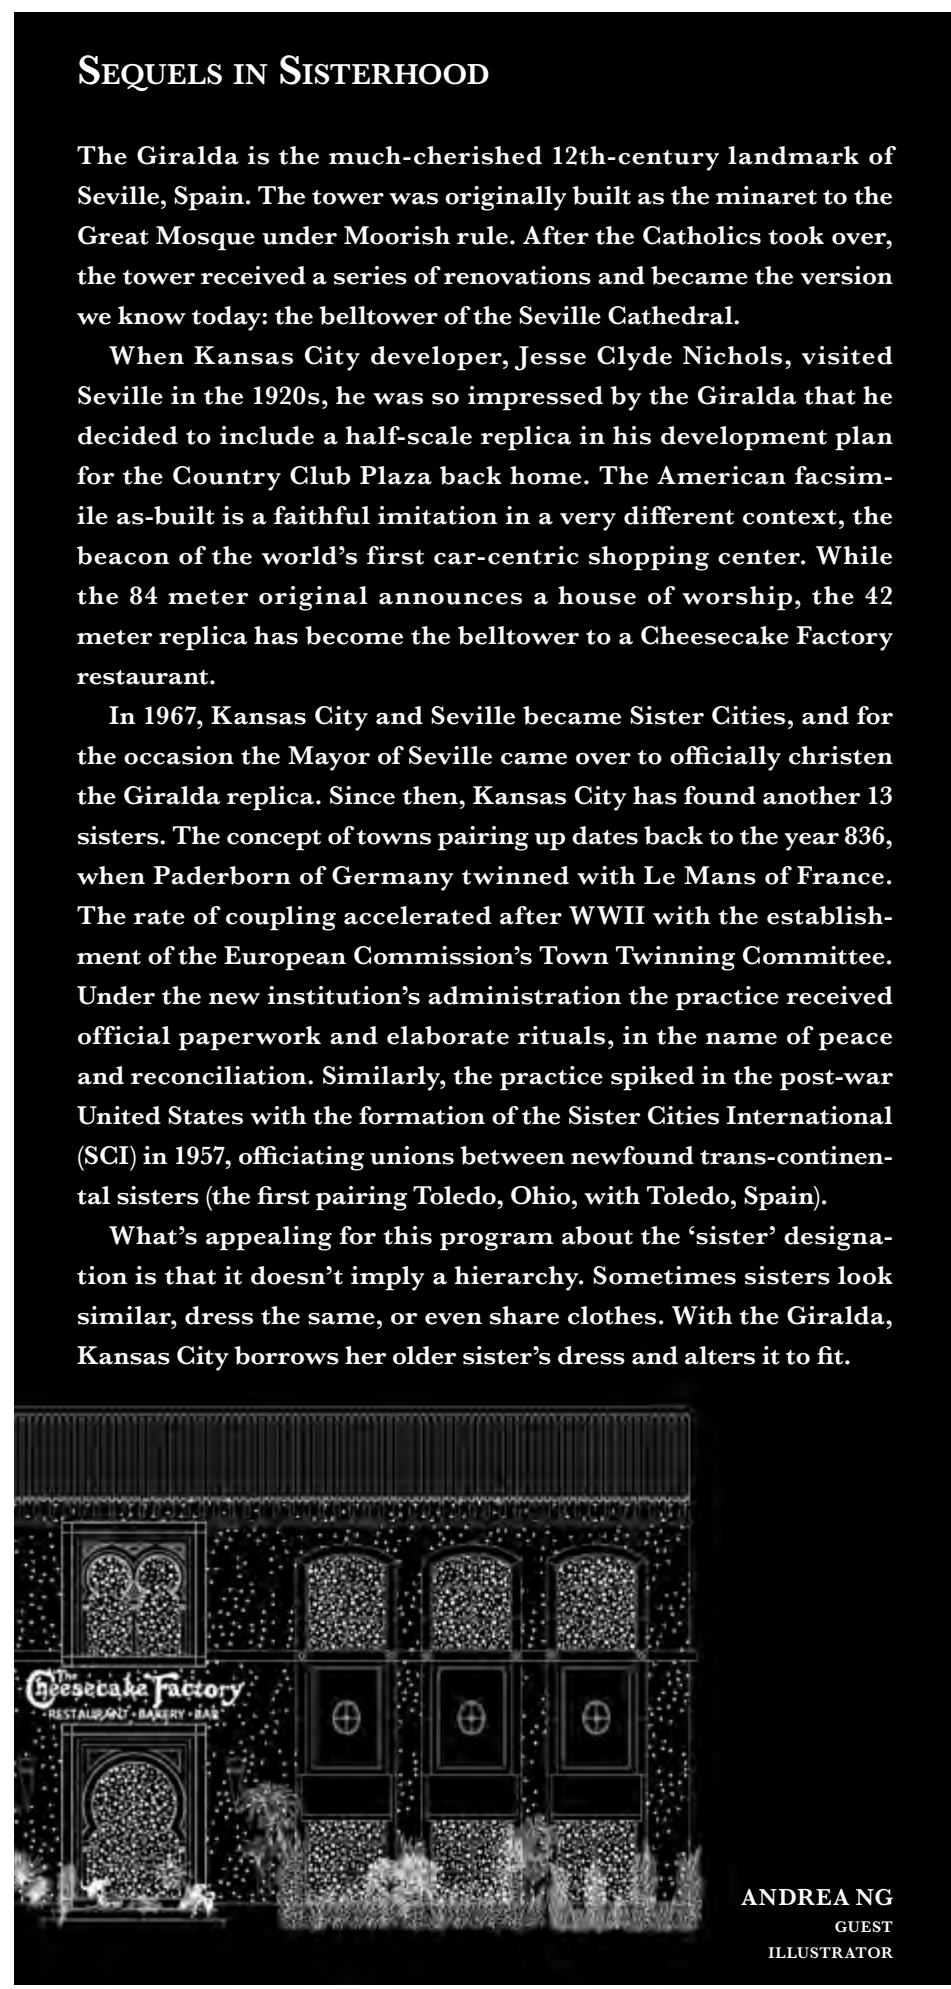 Sequels in Sisterhood
The Giralda is the much-cherished 12th-century landmark of
Seville, Spain. The tower was originally built as the minaret to the
Great Mosque under Moorish rule. After the Catholics took over,
the tower received a series of renovations and became the version
we know today: the belltower of the Seville Cathedral.
When Kansas City developer, Jesse Clyde Nichols, visited
Seville in the 1920s, he was so impressed by the Giralda that he
decided to include a half-scale replica in his development plan
for the Country Club Plaza back home. The American facsim-
ile as-built is a faithful imitation in a very different context, the
beacon of the world’s first car-centric shopping center. While
the 84 meter original announces a house of worship, the 42
meter replica has become the belltower to a Cheesecake Factory
restaurant.
In 1967, Kansas City and Seville became Sister Cities, and for
the occasion the Mayor of Seville came over to officially christen
the Giralda replica. Since then, Kansas City has found another 13
sisters. The concept of towns pairing up dates back to the year 836,
when Paderborn of Germany twinned with Le Mans of France.
The rate of coupling accelerated after WWII with the establish-
ment of the European Commission’s Town Twinning Committee.
Under the new institution’s administration the practice received
official paperwork and elaborate rituals, in the name of peace
and reconciliation. Similarly, the practice spiked in the post-war
United States with the formation of the Sister Cities International
(SCI) in 1957, officiating unions between newfound trans-continen-
tal sisters (the first pairing Toledo, Ohio, with Toledo, Spain).
What’s appealing for this program about the ‘sister’ designa-
tion is that it doesn’t imply a hierarchy. Sometimes sisters look
similar, dress the same, or even share clothes. With the Giralda,
Kansas City borrows her older sister’s dress and alters it to fit.
The
Cheesecake Factory
RESTAURANT • BAKERY • BAR
ANDREA NG
GUEST
ILLUSTRATOR